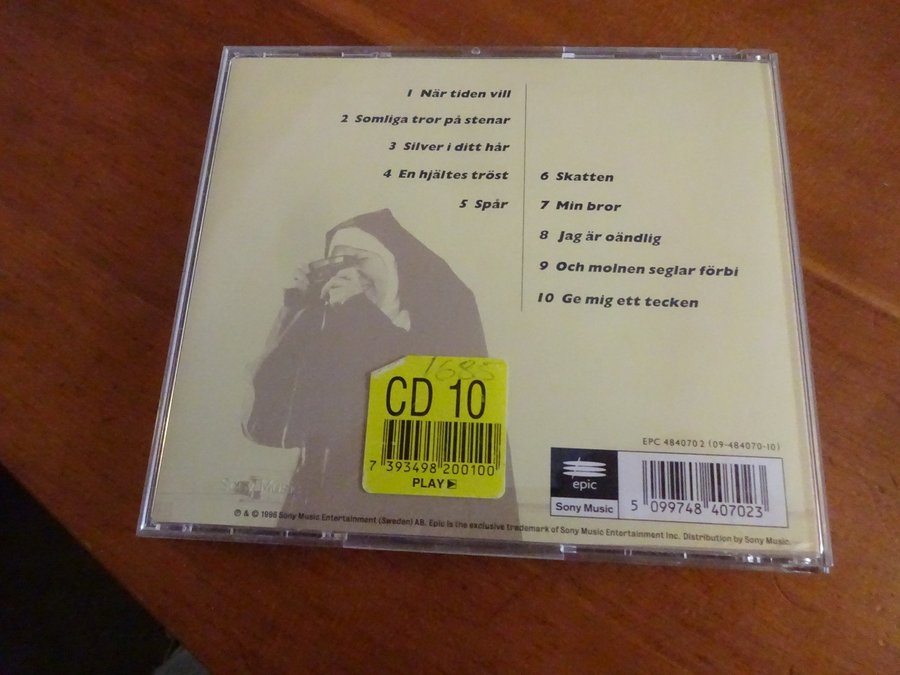 1 När tiden vill
2 Somliga tror på stenar
3 Silver i ditt hår
4 En hjältes tröst
5 Spår
6 Skatten
7 Min bror
8 Jag är oändlig
9 Och molnen seglar förbi
10 Ge mig ett tecken
1685
CD 10
7 393498 200100
PLAY
EPC 484070 2 (09-484070-10)
epic
Sony Music
5 099748 407023
Sony Music
℗ & © 1996 Sony Music Entertainment (Sweden) AB. Epic is the exclusive trademark of Sony Music Entertainment Inc. Distribution by Sony Music.